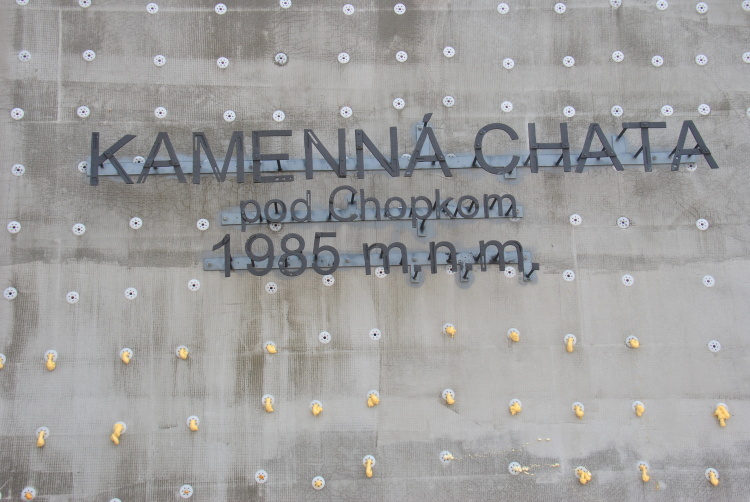 KAMENNÁ CHATA
pod Chopkom
1985 m.n.m.